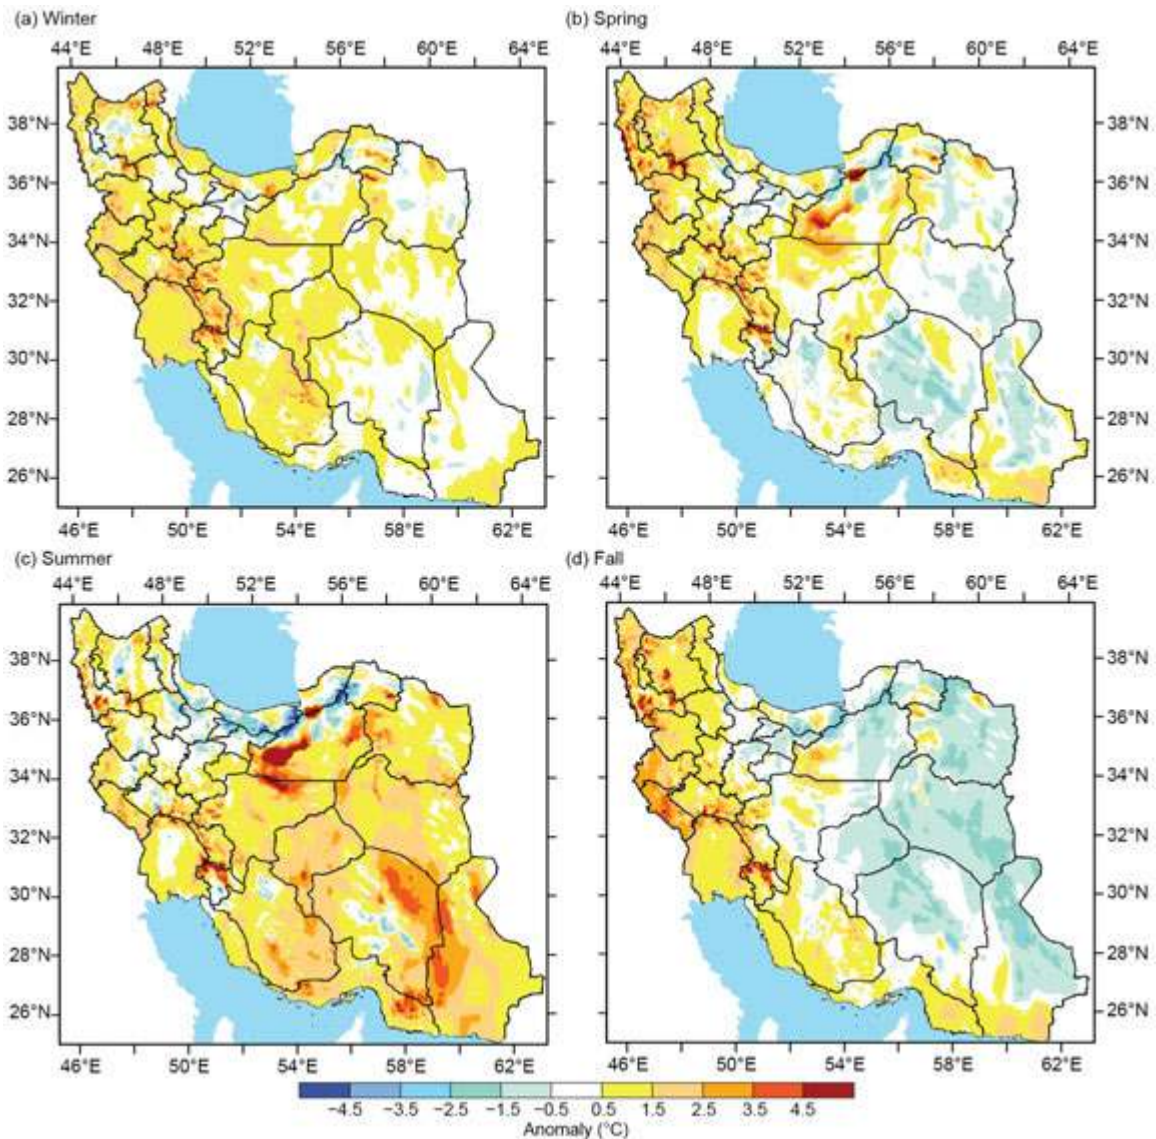 (a) Winter
(b) Spring
44°E 48°E 52°E 56°E 60°E 64°E
44°E 48°E 52°E 56°E 60°E 64°E
38°N
36°N
34°N
32°N
30°N
28°N
26°N
38°N
36°N
34°N
32°N
30°N
28°N
26°N
46°E 50°E 54°E 58°E 62°E
46°E 50°E 54°E 58°E 62°E
(c) Summer
(d) Fall
44°E 48°E 52°E 56°E 60°E 64°E
44°E 48°E 52°E 56°E 60°E 64°E
38°N
36°N
34°N
32°N
30°N
28°N
26°N
38°N
36°N
34°N
32°N
30°N
28°N
26°N
46°E 50°E 54°E 58°E 62°E
46°E 50°E 54°E 58°E 62°E
−4.5 −3.5 −2.5 −1.5 −0.5 0.5 1.5 2.5 3.5 4.5
Anomaly (°C)